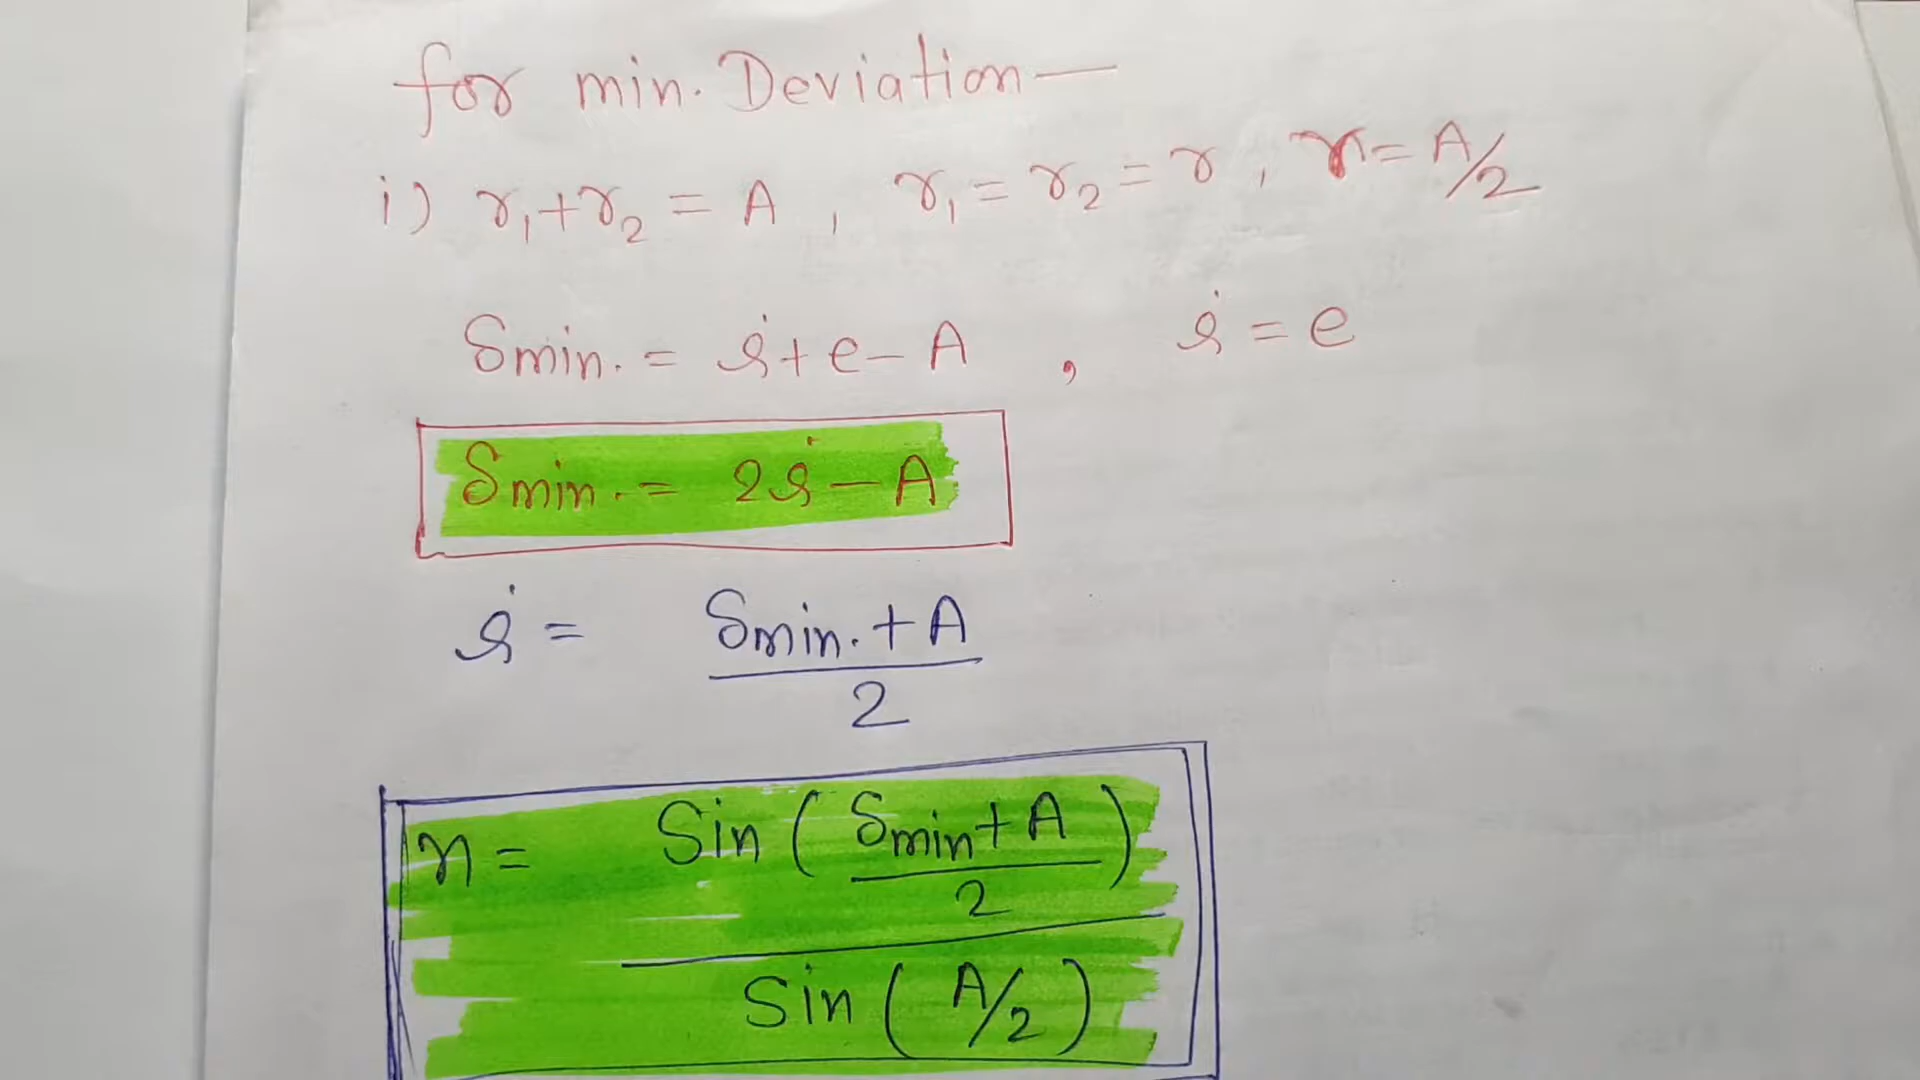 for min. Deviation —
i) r₁+r₂ = A , r₁ = r₂ = r , r = A/2
δmin. = i + e - A , i = e
δmin. = 2i - A
i = (δmin. + A)/2
n = Sin ( (δmin + A)/2 ) / Sin ( A/2 )